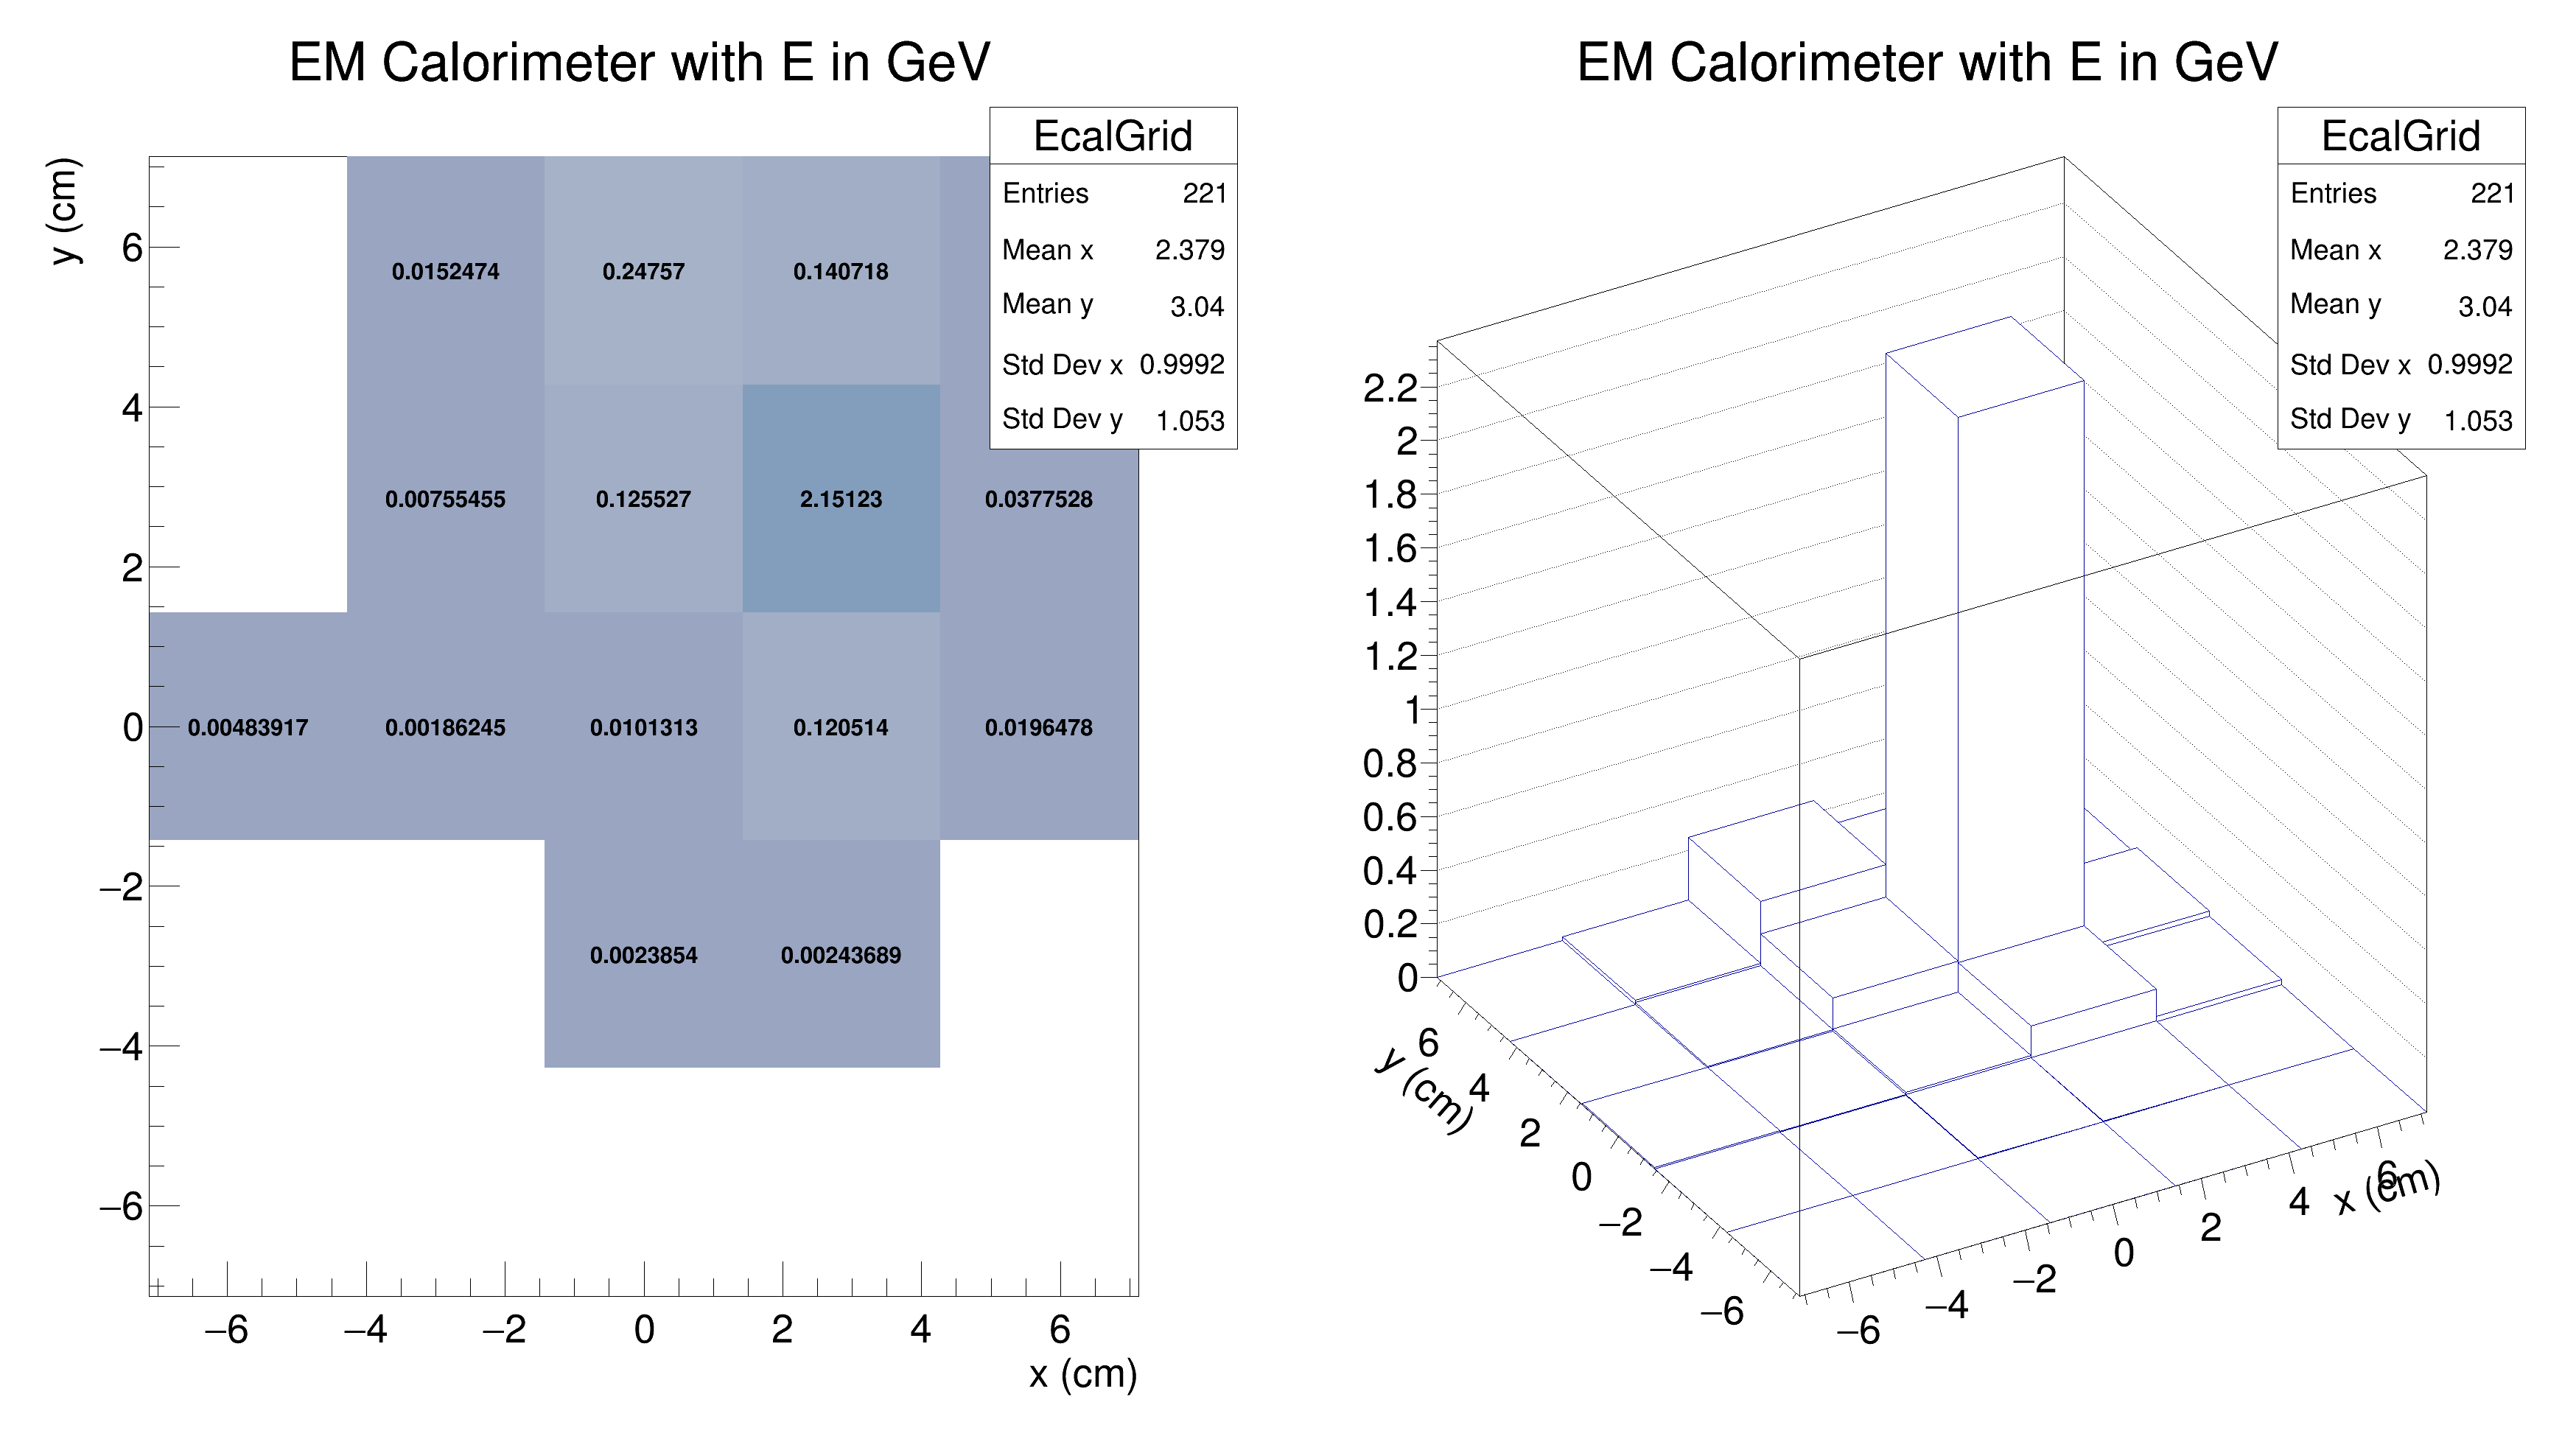 EM Calorimeter with E in GeV
EcalGrid
Entries 221
Mean x 2.379
Mean y 3.04
Std Dev x 0.9992
Std Dev y 1.053
y (cm)
6
4
2
0
−2
−4
−6
0.0152474 0.24757 0.140718
0.00755455 0.125527 2.15123 0.0377528
0.00483917 0.00186245 0.0101313 0.120514 0.0196478
0.0023854 0.00243689
−6 −4 −2 0 2 4 6
x (cm)
EM Calorimeter with E in GeV
EcalGrid
Entries 221
Mean x 2.379
Mean y 3.04
Std Dev x 0.9992
Std Dev y 1.053
2.2
2
1.8
1.6
1.4
1.2
1
0.8
0.6
0.4
0.2
0
6
4
2
0
−2
−4
−6
y (cm)
−6
−4
−2
0
2
4
6
x (cm)